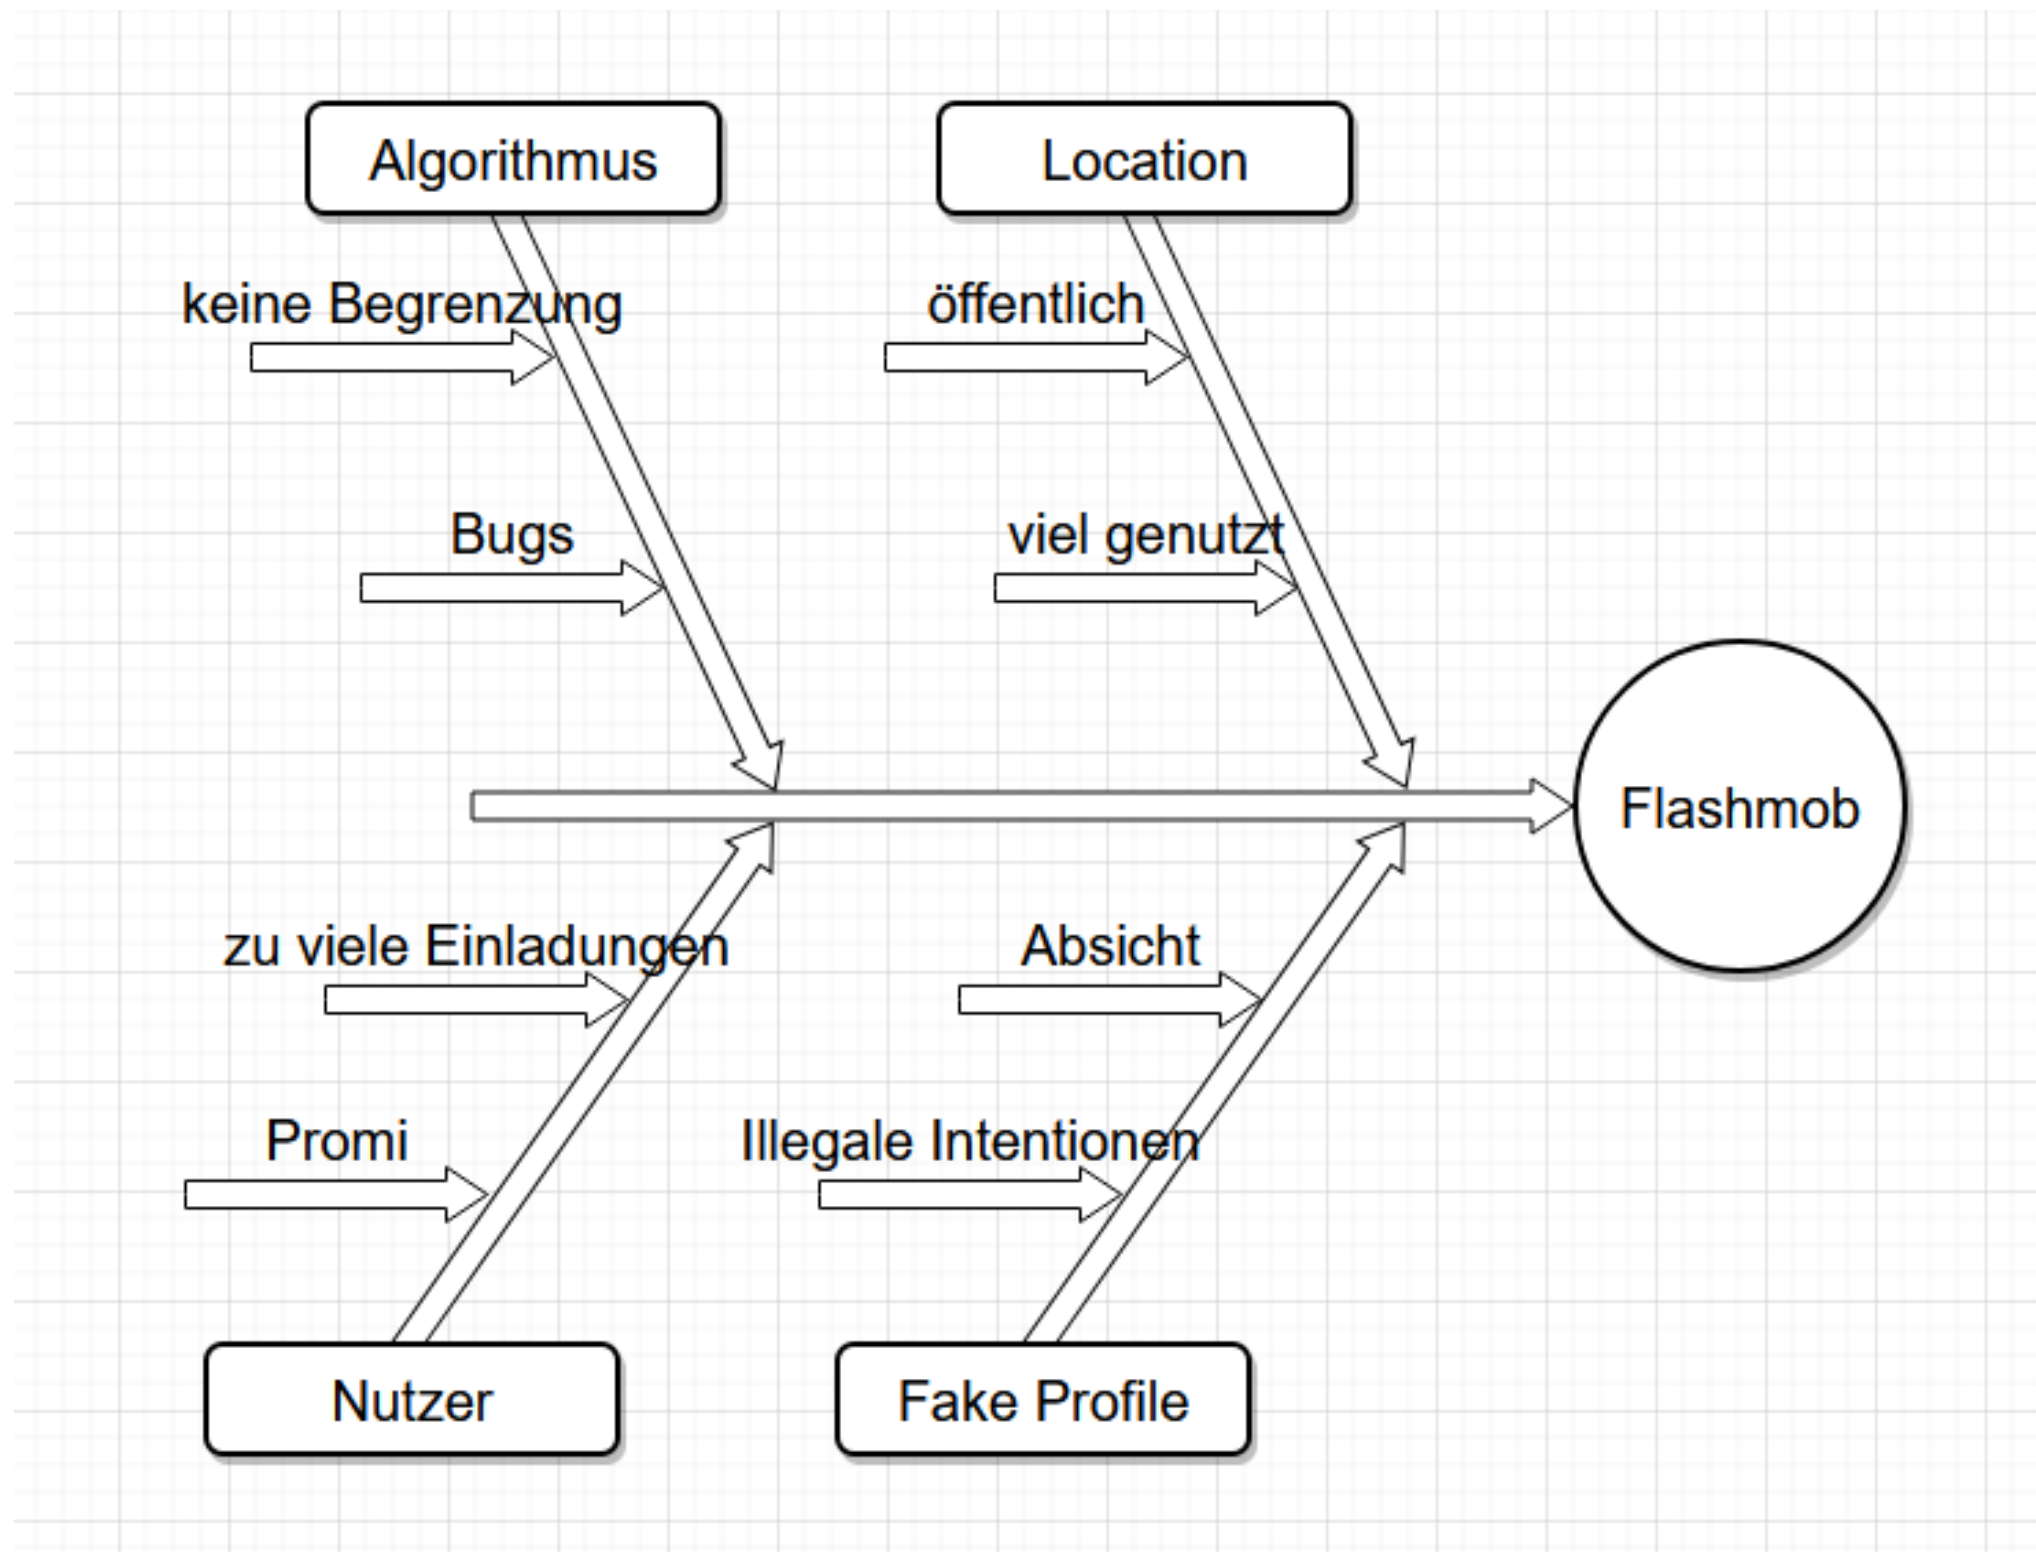 Algorithmus
Location
keine Begrenzung
öffentlich
Bugs
viel genutzt
Flashmob
zu viele Einladungen
Absicht
Promi
Illegale Intentionen
Nutzer
Fake Profile